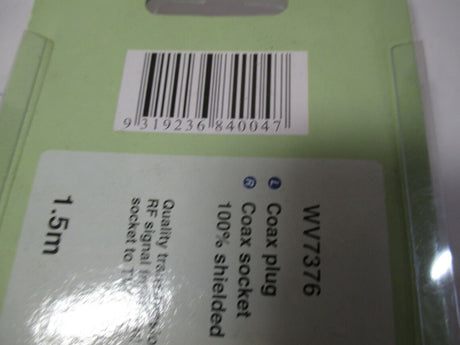 9 319236 840047
WV7376
L Coax plug
R Coax socket
100% shielded
Quality
RF signal
socket to
1.5m